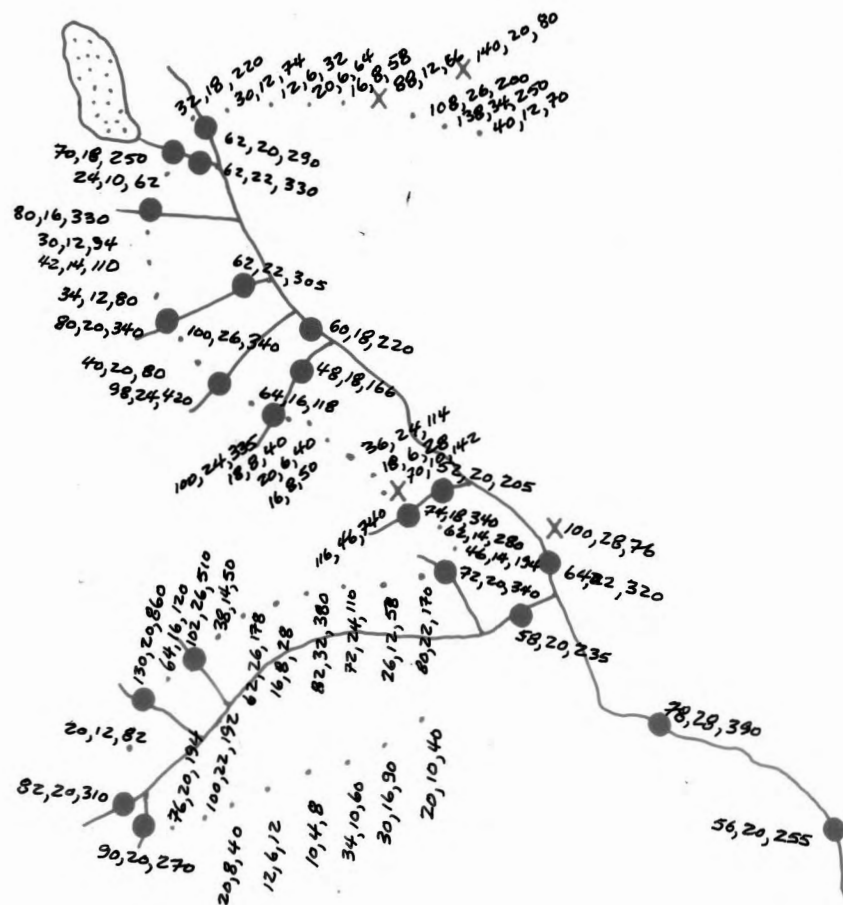 140, 20, 80
88, 12, 66
16, 8, 58
20, 6, 64
12, 6, 32
30, 12, 74
32, 18, 220
108, 26, 200
138, 34, 250
40, 12, 70
62, 20, 290
70, 18, 250
62, 22, 330
24, 10, 62
80, 16, 330
30, 12, 94
42, 14, 110
62, 22, 305
34, 12, 80
80, 20, 340
100, 26, 340
60, 18, 220
40, 20, 80
48, 18, 166
98, 24, 420
64, 16, 118
100, 24, 335
18, 8, 40
20, 6, 40
16, 8, 50
36, 24, 114
18, 6, 28
70, 10, 142
52, 20, 205
116, 46, 740
74, 18, 340
62, 14, 280
46, 14, 194
100, 28, 76
72, 20, 340
320
58, 20, 235
130, 20, 860
64, 16, 120
102, 26, 510
38, 14, 50
62, 26, 178
16, 8, 28
82, 32, 380
72, 24, 110
26, 12, 58
80, 22, 170
78, 28, 390
20, 12, 82
76, 20, 194
100, 22, 192
82, 20, 310
90, 20, 270
20, 8, 40
12, 6, 12
10, 4, 8
34, 10, 60
30, 16, 90
20, 10, 40
56, 20, 255